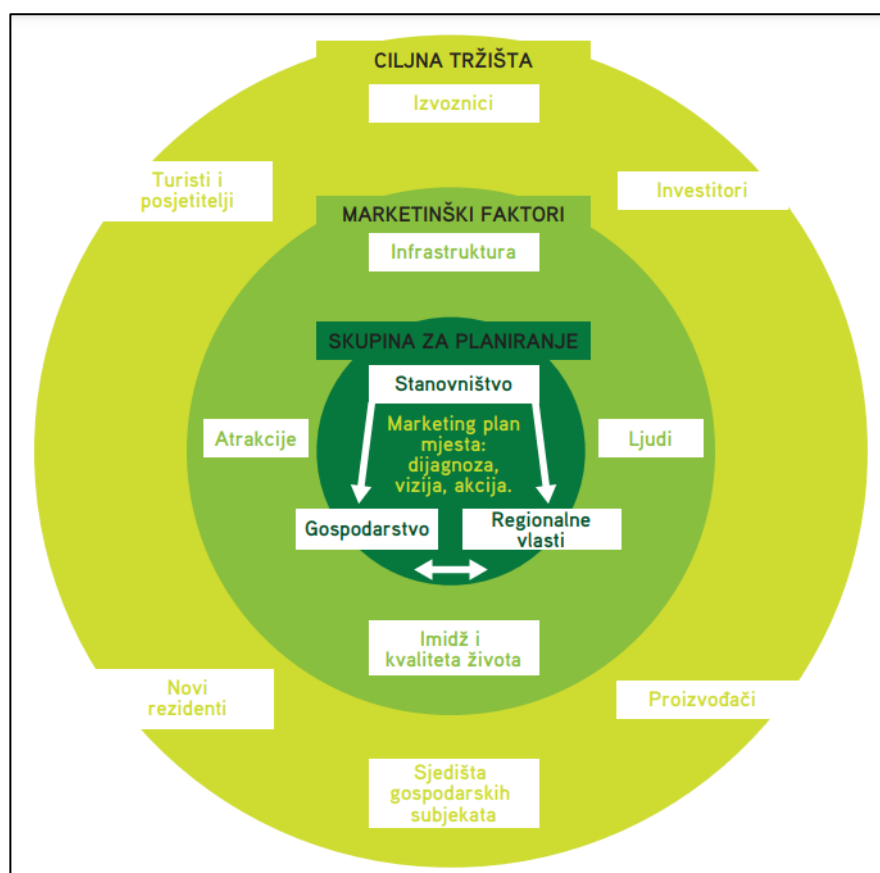 CILJNA TRŽIŠTA
Izvoznici
Turisti i
posjetitelji
Investitori
MARKETINŠKI FAKTORI
Infrastruktura
SKUPINA ZA PLANIRANJE
Stanovništvo
Atrakcije
Marketing plan
mjesta:
dijagnoza,
vizija, akcija.
Ljudi
Gospodarstvo
Regionalne
vlasti
Imidž i
kvaliteta života
Novi
rezidenti
Proizvođači
Sjedišta
gospodarskih
subjekata